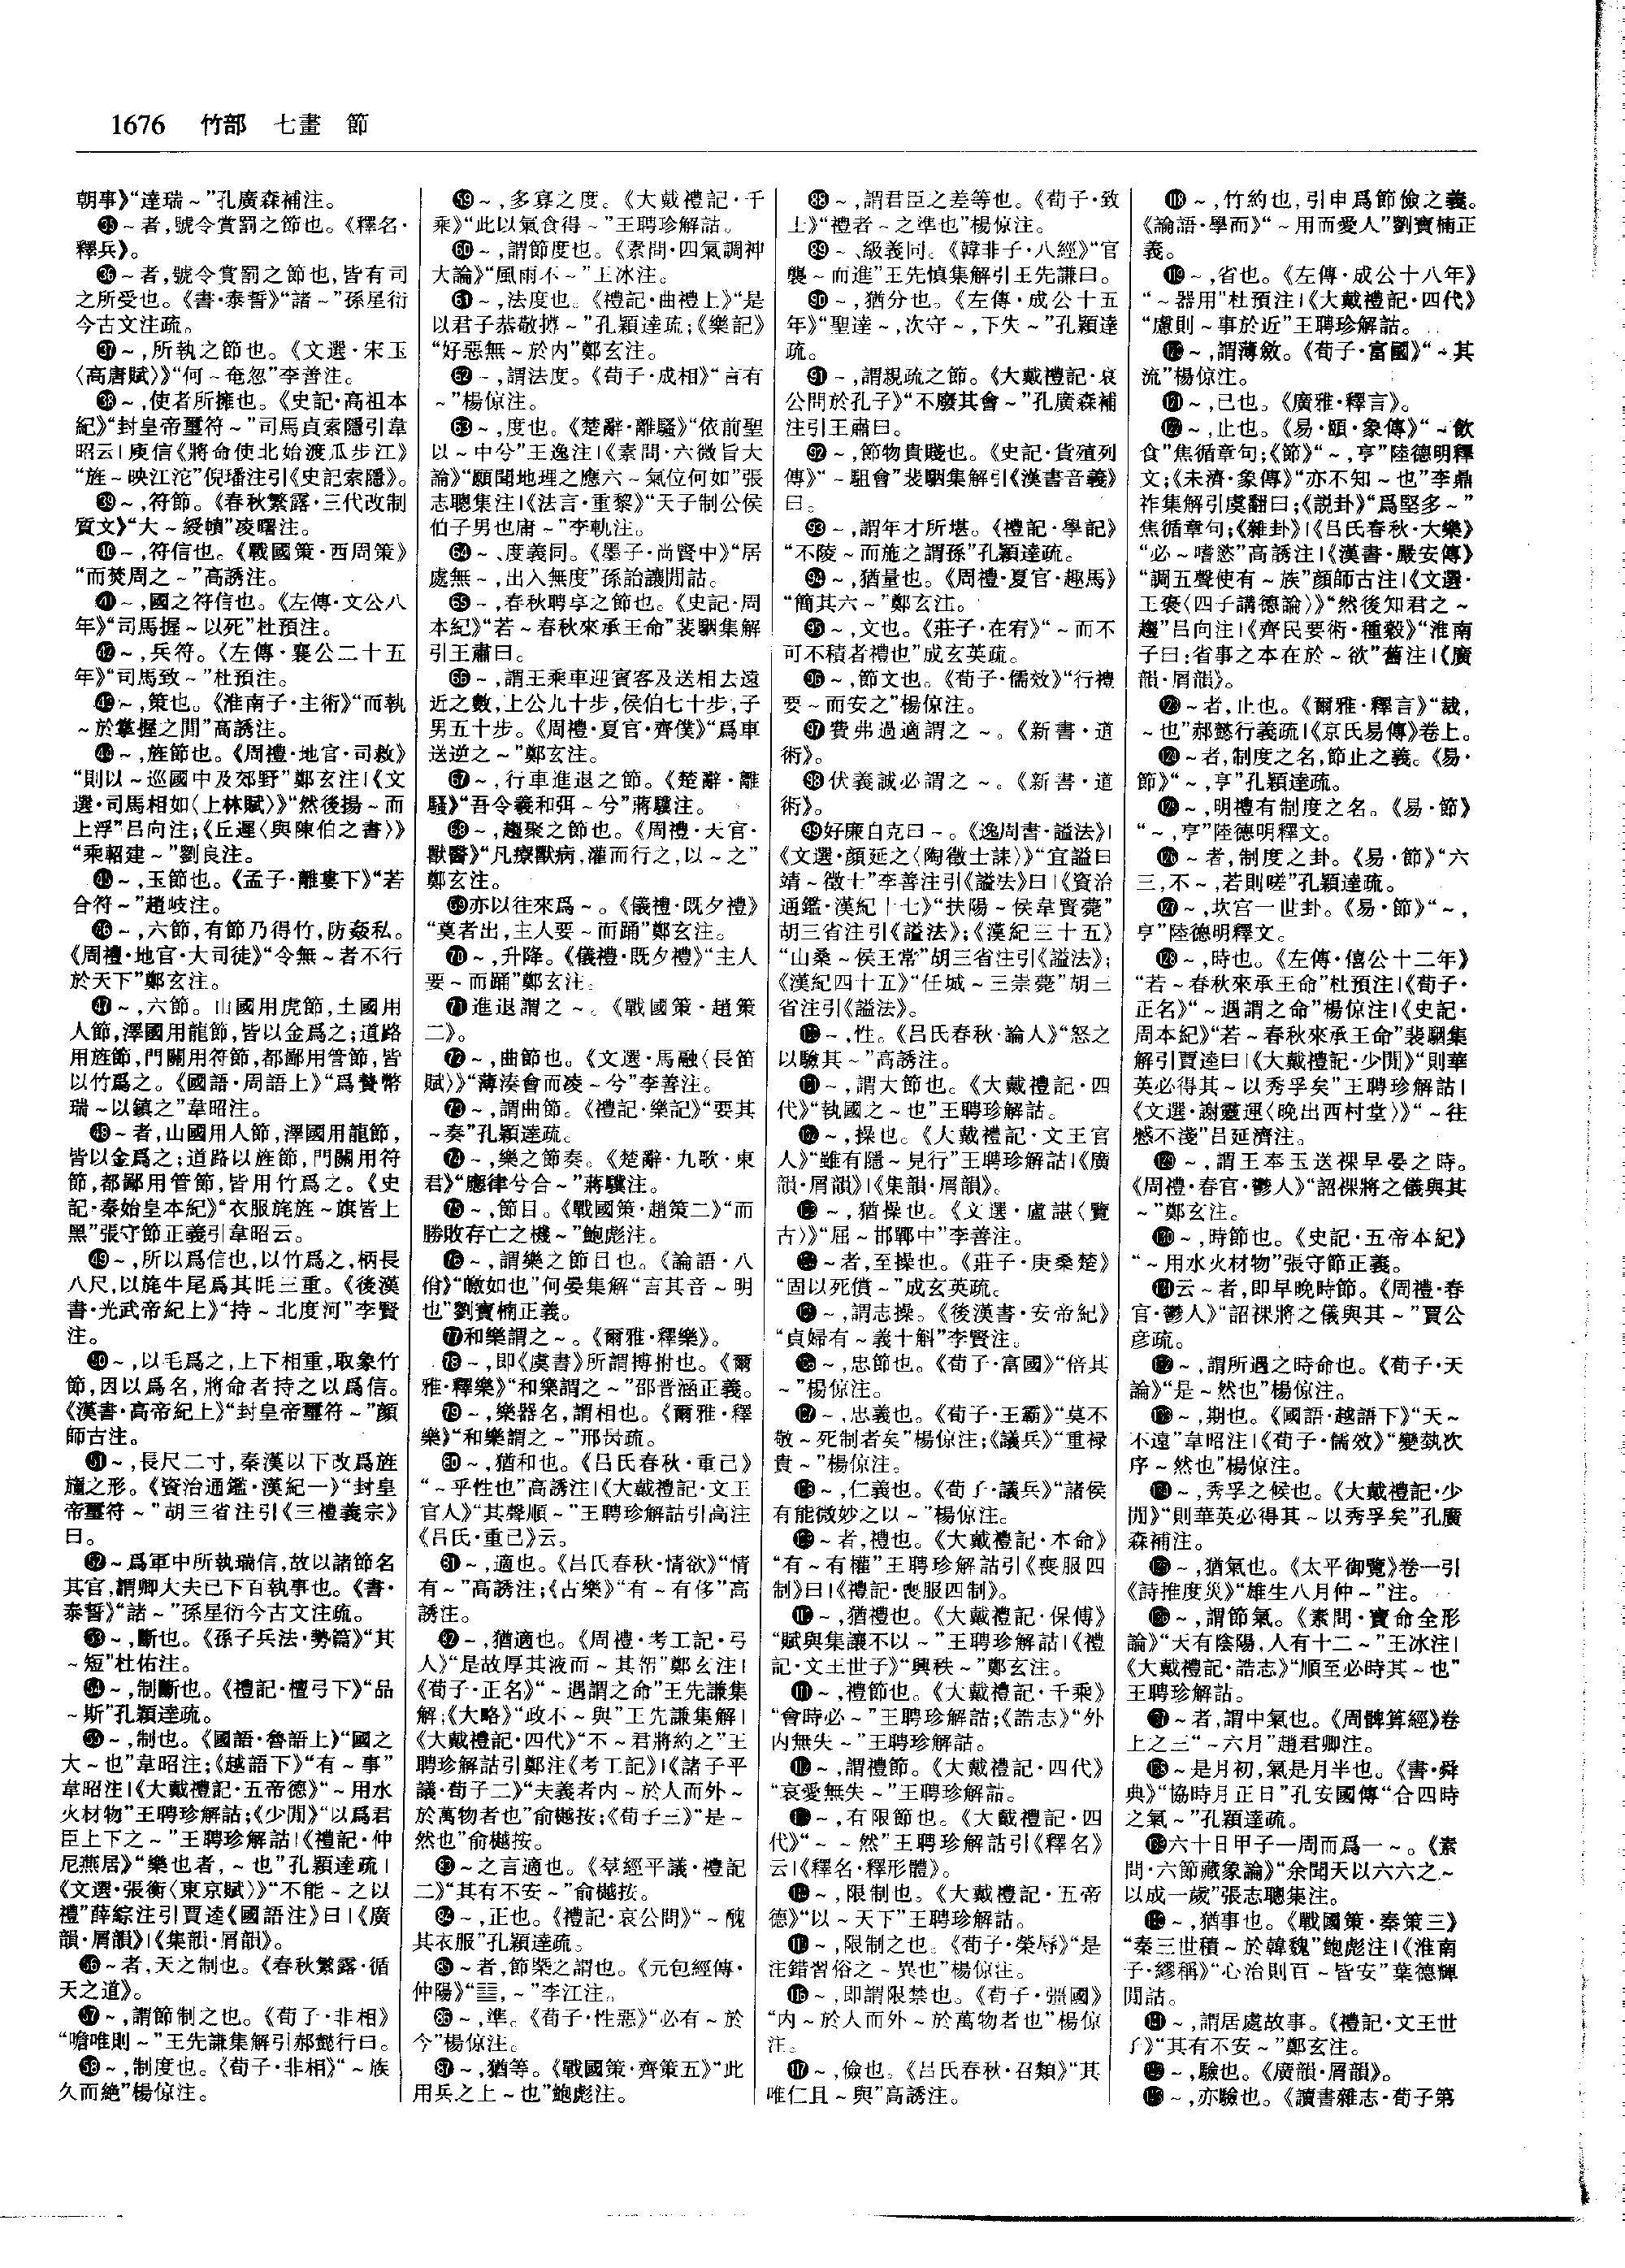 1676 竹部 七畫 節
朝事》“達瑞~”孔廣森補注。
㉟~者,號令賞罰之節也。《釋名·
釋兵》。
㊱~者,號令賞罰之節也,皆有司
之所受也。《書·泰誓》“諸~”孫星衍
今古文注疏。
㊲~,所執之節也。《文選·宋玉
〈高唐賦〉》“何~奄忽”李善注。
㊳~,使者所擁也。《史記·高祖本
紀》“封皇帝璽符~”司馬貞索隱引韋
昭云|庾信《將命使北始渡瓜步江》
“旌~映江沱”倪璠注引《史記索隱》。
㊴~,符節。《春秋繁露·三代改制
質文》“大~綬幘”凌曙注。
㊵~,符信也。《戰國策·西周策》
“而焚周之~”高誘注。
㊶~,國之符信也。《左傳·文公八
年》“司馬握~以死”杜預注。
㊷~,兵符。《左傳·襄公二十五
年》“司馬致~”杜預注。
㊸~,策也。《淮南子·主術》“而執
~於掌握之閒”高誘注。
㊹~,旌節也。《周禮·地官·司救》
“則以~巡國中及郊野”鄭玄注|《文
選·司馬相如〈上林賦〉》“然後揚~而
上浮”呂向注;《丘遲〈與陳伯之書〉》
“乘軺建~”劉良注。
㊺~,玉節也。《孟子·離婁下》“若
合符~”趙岐注。
㊻~,六節,有節乃得竹,防姦私。
《周禮·地官·大司徒》“令無~者不行
於天下”鄭玄注。
㊼~,六節。山國用虎節,土國用
人節,澤國用龍節,皆以金爲之;道路
用旌節,門關用符節,都鄙用管節,皆
以竹爲之。《國語·周語上》“爲贄幣
瑞~以鎮之”韋昭注。
㊽~者,山國用人節,澤國用龍節,
皆以金爲之;道路以旌節,門關用符
節,都鄙用管節,皆用竹爲之。《史
記·秦始皇本紀》“衣服旄旌~旗皆上
黑”張守節正義引韋昭云。
㊾~,所以爲信也,以竹爲之,柄長
八尺,以旄牛尾爲其眊三重。《後漢
書·光武帝紀上》“持~北度河”李賢
注。
㊿~,以毛爲之,上下相重,取象竹
節,因以爲名,將命者持之以爲信。
《漢書·高帝紀上》“封皇帝璽符~”顔
師古注。
51~,長尺二寸,秦漢以下改爲旌
旟之形。《資治通鑑·漢紀一》“封皇
帝璽符~”胡三省注引《三禮義宗》
曰。
52~爲軍中所執瑞信,故以諸節名
其官,謂卿大夫已下百執事也。《書·
泰誓》“諸~”孫星衍今古文注疏。
53~,斷也。《孫子兵法·勢篇》“其
~短”杜佑注。
54~,制斷也。《禮記·檀弓下》“品
~斯”孔穎達疏。
55~,制也。《國語·魯語上》“國之
大~也”韋昭注;《越語下》“有~事”
韋昭注|《大戴禮記·五帝德》“~用水
火材物”王聘珍解詁;《少閒》“以爲君
臣上下之~”王聘珍解詁|《禮記·仲
尼燕居》“樂也者,~也”孔穎達疏|
《文選·張衡〈東京賦〉》“不能~之以
禮”薛綜注引賈逵《國語注》曰|《廣
韻·屑韻》|《集韻·屑韻》。
56~者,天之制也。《春秋繁露·循
天之道》。
57~,謂節制之也。《荀子·非相》
“噡唯則~”王先謙集解引郝懿行曰。
58~,制度也。《荀子·非相》“~族
久而絶”楊倞注。
59~,多寡之度。《大戴禮記·千
乘》“此以氣食得~”王聘珍解詁。
60~,謂節度也。《素問·四氣調神
大論》“風雨不~”王冰注。
61~,法度也。《禮記·曲禮上》“是
以君子恭敬撙~”孔穎達疏;《樂記》
“好惡無~於内”鄭玄注。
62~,謂法度。《荀子·成相》“言有
~”楊倞注。
63~,度也。《楚辭·離騷》“依前聖
以~中兮”王逸注|《素問·六微旨大
論》“願聞地理之應六~氣位何如”張
志聰集注|《法言·重黎》“天子制公侯
伯子男也庸~”李軌注。
64~、度義同。《墨子·尚賢中》“居
處無~,出入無度”孫詒讓閒詁。
65~,春秋聘享之節也。《史記·周
本紀》“若~春秋來承王命”裴駰集解
引王肅曰。
66~,謂王乘車迎賓客及送相去遠
近之數,上公九十步,侯伯七十步,子
男五十步。《周禮·夏官·齊僕》“爲車
送逆之~”鄭玄注。
67~,行車進退之節。《楚辭·離
騷》“吾令羲和弭~兮”蔣驥注。
68~,趨聚之節也。《周禮·天官·
獸醫》“凡療獸病,灌而行之,以~之”
鄭玄注。
69亦以往來爲~。《儀禮·既夕禮》
“奠者出,主人要~而踊”鄭玄注。
70~,升降。《儀禮·既夕禮》“主人
要~而踊”鄭玄注。
71進退謂之~。《戰國策·趙策
二》。
72~,曲節也。《文選·馬融〈長笛
賦〉》“薄湊會而凌~兮”李善注。
73~,謂曲節。《禮記·樂記》“要其
~奏”孔穎達疏。
74~,樂之節奏。《楚辭·九歌·東
君》“應律兮合~”蔣驥注。
75~,節目。《戰國策·趙策二》“而
勝敗存亡之機~”鮑彪注。
76~,謂樂之節目也。《論語·八
佾》“皦如也”何晏集解“言其音~明
也”劉寶楠正義。
77和樂謂之~。《爾雅·釋樂》。
78~,即《虞書》所謂搏拊也。《爾
雅·釋樂》“和樂謂之~”邵晉涵正義。
79~,樂器名,謂相也。《爾雅·釋
樂》“和樂謂之~”邢昺疏。
80~,猶和也。《吕氏春秋·重己》
“~乎性也”高誘注|《大戴禮記·文王
官人》“其聲順~”王聘珍解詁引高注
《吕氏·重己》云。
81~,適也。《吕氏春秋·情欲》“情
有~”高誘注;《古樂》“有~有侈”高
誘注。
82~,猶適也。《周禮·考工記·弓
人》“是故厚其液而~其帤”鄭玄注|
《荀子·正名》“~遇謂之命”王先謙集
解;《大略》“政不~與”王先謙集解|
《大戴禮記·四代》“不~君將約之”王
聘珍解詁引鄭注《考工記》|《諸子平
議·荀子二》“夫義者内~於人而外~
於萬物者也”俞樾按;《荀子三》“是~
然也”俞樾按。
83~之言適也。《羣經平議·禮記
二》“其有不安~”俞樾按。
84~,正也。《禮記·哀公問》“~醜
其衣服”孔穎達疏。
85~者,節榮之謂也。《元包經傳·
仲陽》“䷻,~”李江注。
86~,準。《荀子·性惡》“必有~於
今”楊倞注。
87~,猶等。《戰國策·齊策五》“此
用兵之上~也”鮑彪注。
88~,謂君臣之差等也。《荀子·致
士》“禮者~之準也”楊倞注。
89~、級義同。《韓非子·八經》“官
襲~而進”王先慎集解引王先謙曰。
90~,猶分也。《左傳·成公十五
年》“聖達~,次守~,下失~”孔穎達
疏。
91~,謂親疏之節。《大戴禮記·哀
公問於孔子》“不廢其會~”孔廣森補
注引王肅曰。
92~,節物貴賤也。《史記·貨殖列
傳》“~駔會”裴駰集解引《漢書音義》
曰。
93~,謂年才所堪。《禮記·學記》
“不陵~而施之謂孫”孔穎達疏。
94~,猶量也。《周禮·夏官·趣馬》
“簡其六~”鄭玄注。
95~,文也。《莊子·在宥》“~而不
可不積者禮也”成玄英疏。
96~,節文也。《荀子·儒效》“行禮
要~而安之”楊倞注。
97費弗過適謂之~。《新書·道
術》。
98伏義誠必謂之~。《新書·道
術》。
99好廉自克曰~。《逸周書·謚法》|
《文選·顔延之〈陶徵士誄〉》“宜謚曰
靖~徵士”李善注引《謚法》曰|《資治
通鑑·漢紀十七》“扶陽~侯韋賢薨”
胡三省注引《謚法》;《漢紀三十五》
“山桑~侯王常”胡三省注引《謚法》;
《漢紀四十五》“任城~王崇薨”胡三
省注引《謚法》。
100~,性。《吕氏春秋·論人》“怒之
以驗其~”高誘注。
101~,謂大節也。《大戴禮記·四
代》“執國之~也”王聘珍解詁。
102~,操也。《大戴禮記·文王官
人》“雖有隱~見行”王聘珍解詁|《廣
韻·屑韻》|《集韻·屑韻》。
103~,猶操也。《文選·盧諶〈覽
古〉》“屈~邯鄲中”李善注。
104~者,至操也。《莊子·庚桑楚》
“固以死償~”成玄英疏。
105~,謂志操。《後漢書·安帝紀》
“貞婦有~義十斛”李賢注。
106~,忠節也。《荀子·富國》“倍其
~”楊倞注。
107~,忠義也。《荀子·王霸》“莫不
敬~死制者矣”楊倞注;《議兵》“重禄
貴~”楊倞注。
108~,仁義也。《荀子·議兵》“諸侯
有能微妙之以~”楊倞注。
109~者,禮也。《大戴禮記·本命》
“有~有權”王聘珍解詁引《喪服四
制》曰|《禮記·喪服四制》。
110~,猶禮也。《大戴禮記·保傅》
“賦與集讓不以~”王聘珍解詁|《禮
記·文王世子》“興秩~”鄭玄注。
111~,禮節也。《大戴禮記·千乘》
“會時必~”王聘珍解詁;《誥志》“外
内無失~”王聘珍解詁。
112~,謂禮節。《大戴禮記·四代》
“哀愛無失~”王聘珍解詁。
113~,有限節也。《大戴禮記·四
代》“~~然”王聘珍解詁引《釋名》
云|《釋名·釋形體》。
114~,限制也。《大戴禮記·五帝
德》“以~天下”王聘珍解詁。
115~,限制之也。《荀子·榮辱》“是
注錯習俗之~異也”楊倞注。
116~,即謂限禁也。《荀子·彊國》
“内~於人而外~於萬物者也”楊倞
注。
117~,儉也。《吕氏春秋·召類》“其
唯仁且~與”高誘注。
118~,竹約也,引申爲節儉之義。
《論語·學而》“~用而愛人”劉寶楠正
義。
119~,省也。《左傳·成公十八年》
“~器用”杜預注|《大戴禮記·四代》
“慮則~事於近”王聘珍解詁。
120~,謂薄斂。《荀子·富國》“~其
流”楊倞注。
121~,已也。《廣雅·釋言》。
122~,止也。《易·頤·象傳》“~飲
食”焦循章句;《節》“~,亨”陸德明釋
文;《未濟·象傳》“亦不知~也”李鼎
祚集解引虞翻曰;《説卦》“爲堅多~”
焦循章句;《雜卦》|《吕氏春秋·大樂》
“必~嗜慾”高誘注|《漢書·嚴安傳》
“調五聲使有~族”顔師古注|《文選·
王褒〈四子講德論〉》“然後知君之~
趨”呂向注|《齊民要術·種穀》“淮南
子曰:省事之本在於~欲”舊注|《廣
韻·屑韻》。
123~者,止也。《爾雅·釋言》“裁,
~也”郝懿行義疏|《京氏易傳》卷上。
124~者,制度之名,節止之義。《易·
節》“~,亨”孔穎達疏。
125~,明禮有制度之名。《易·節》
“~,亨”陸德明釋文。
126~者,制度之卦。《易·節》“六
三,不~,若則嗟”孔穎達疏。
127~,坎宫一世卦。《易·節》“~,
亨”陸德明釋文。
128~,時也。《左傳·僖公十二年》
“若~春秋來承王命”杜預注|《荀子·
正名》“~遇謂之命”楊倞注|《史記·
周本紀》“若~春秋來承王命”裴駰集
解引賈逵曰|《大戴禮記·少閒》“則華
英必得其~以秀孚矣”王聘珍解詁|
《文選·謝靈運〈晚出西村堂〉》“~往
慼不淺”吕延濟注。
129~,謂王奉玉送祼早晏之時。
《周禮·春官·鬱人》“詔祼將之儀與其
~”鄭玄注。
130~,時節也。《史記·五帝本紀》
“~用水火材物”張守節正義。
131云~者,即早晚時節。《周禮·春
官·鬱人》“詔祼將之儀與其~”賈公
彦疏。
132~,謂所遇之時命也。《荀子·天
論》“是~然也”楊倞注。
133~,期也。《國語·越語下》“天~
不遠”韋昭注|《荀子·儒效》“變埶次
序~然也”楊倞注。
134~,秀孚之候也。《大戴禮記·少
閒》“則華英必得其~以秀孚矣”孔廣
森補注。
135~,猶氣也。《太平御覽》卷一引
《詩推度災》“雄生八月仲~”注。
136~,謂節氣。《素問·寶命全形
論》“天有陰陽,人有十二~”王冰注|
《大戴禮記·誥志》“順至必時其~也”
王聘珍解詁。
137~者,謂中氣也。《周髀算經》卷
上之三“~六月”趙君卿注。
138~是月初,氣是月半也。《書·舜
典》“協時月正日”孔安國傳“合四時
之氣~”孔穎達疏。
139六十日甲子一周而爲一~。《素
問·六節藏象論》“余聞天以六六之~
以成一歲”張志聰集注。
140~,猶事也。《戰國策·秦策三》
“秦三世積~於韓魏”鮑彪注|《淮南
子·繆稱》“心治則百~皆安”葉德輝
閒詁。
141~,謂居處故事。《禮記·文王世
子》“其有不安~”鄭玄注。
142~,驗也。《廣韻·屑韻》。
143~,亦驗也。《讀書雜志·荀子第